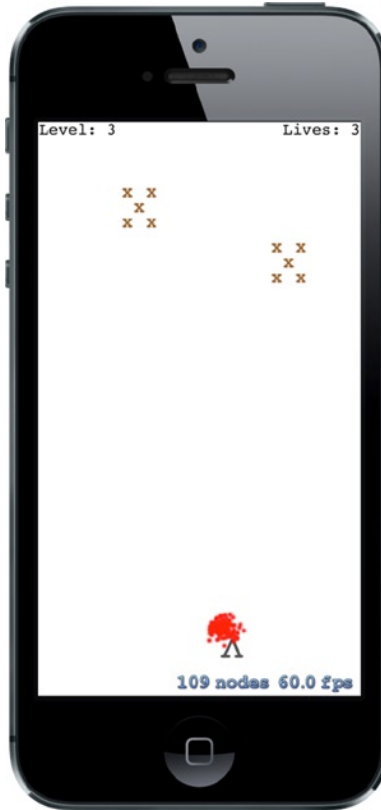 Level: 3 Lives: 3
x x
x
x x
x x
x
x x
Λ
109 nodes 60.0 fps